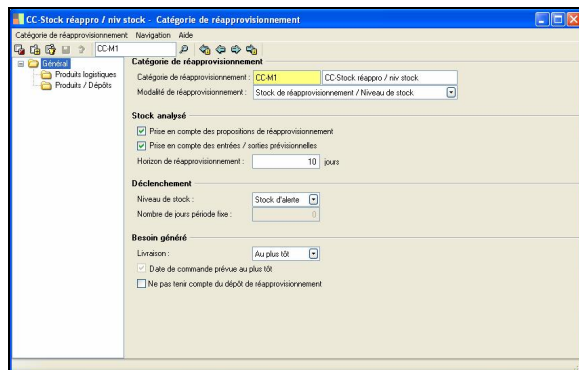 CC-Stock réappro / niv stock - Catégorie de réapprovisionnement
Catégorie de réapprovisionnement Navigation Aide
CC-M1
Général
Produits logistiques
Produits / Dépôts
Catégorie de réapprovisionnement
Catégorie de réapprovisionnement : CC-M1 CC-Stock réappro / niv stock
Modalité de réapprovisionnement : Stock de réapprovisionnement / Niveau de stock
Stock analysé
Prise en compte des propositions de réapprovisionnement
Prise en compte des entrées / sorties prévisionnelles
Horizon de réapprovisionnement : 10 jours
Déclenchement
Niveau de stock : Stock d'alerte
Nombre de jours période fixe : 0
Besoin généré
Livraison : Au plus tôt
Date de commande prévue au plus tôt
Ne pas tenir compte du dépôt de réapprovisionnement